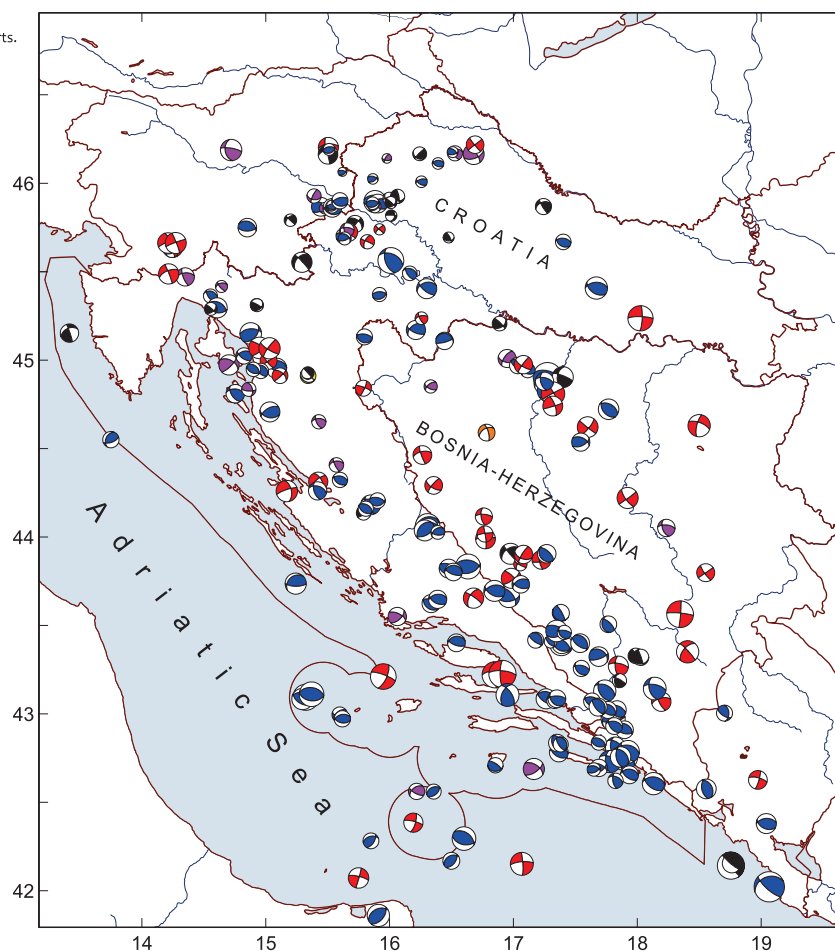 rts.
46
CROATIA
45
BOSNIA-HERZEGOVINA
44
Adriatic Sea
43
42
14 15 16 17 18 19